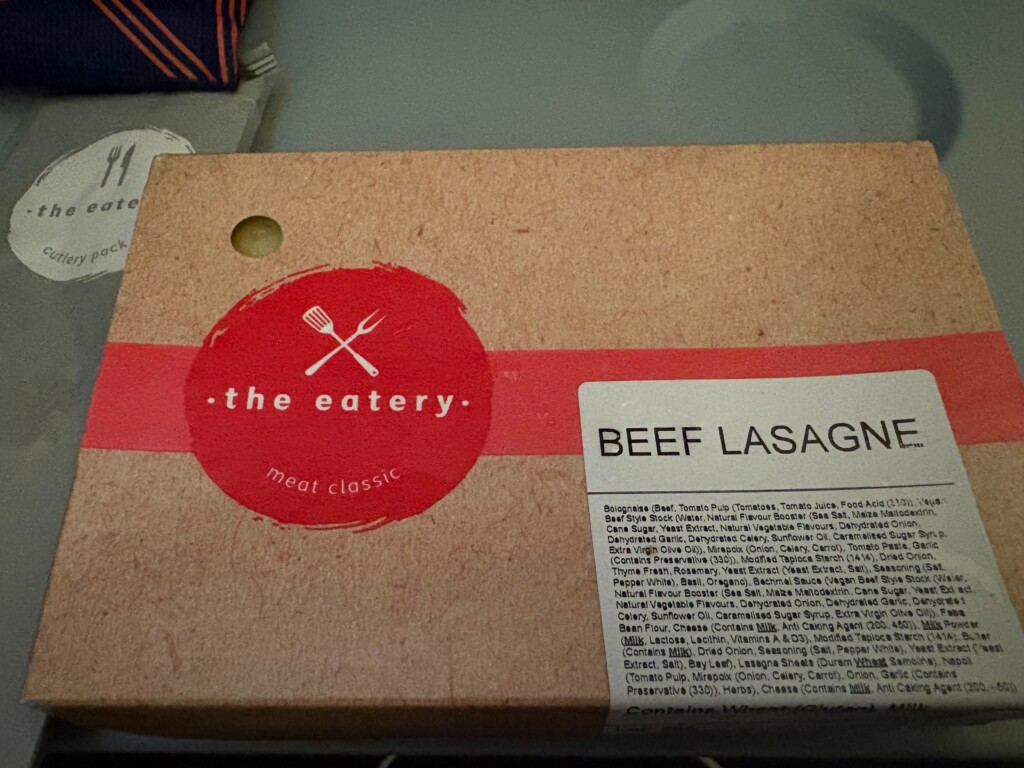 ·the eate
cutlery pack
·the eatery·
meat classic
BEEF LASAGNE
Bolognaise (Beef, Tomato Pulp (Tomatoes, Tomato Juice, Food Acid (330)), Vegan
Beef Style Stock (Water, Natural Flavour Booster (Sea Salt, Maize Maltodextrin,
Cane Sugar, Yeast Extract, Natural Vegetable Flavours, Dehydrated Onion,
Dehydrated Garlic, Dehydrated Celery, Sunflower Oil, Caramelised Sugar Syrup,
Extra Virgin Olive Oil)), Mirepoix (Onion, Celery, Carrot), Tomato Paste, Garlic
(Contains Preservative (330)), Modified Tapioca Starch (1414), Dried Onion,
Thyme Fresh, Rosemary, Yeast Extract (Yeast Extract, Salt), Seasoning (Salt,
Pepper White), Basil, Oregano), Bechmel Sauce (Vegan Beef Style Stock (Water,
Natural Flavour Booster (Sea Salt, Maize Maltodextrin, Cane Sugar, Yeast Extract,
Natural Vegetable Flavours, Dehydrated Onion, Dehydrated Garlic, Dehydrated
Celery, Sunflower Oil, Caramelised Sugar Syrup, Extra Virgin Olive Oil)), Faba
Bean Flour, Cheese (Contains Milk, Anti Caking Agent (200, 460)), Milk Powder
(Milk, Lactose, Lecithin, Vitamins A & D3), Modified Tapioca Starch (1414), Butter
(Contains Milk), Dried Onion, Seasoning (Salt, Pepper White), Yeast Extract (Yeast
Extract, Salt), Bay Leaf), Lasagne Sheets (Durum Wheat Semolina), Napoli
(Tomato Pulp, Mirepoix (Onion, Celery, Carrot), Onion, Garlic (Contains
Preservative (330)), Herbs), Cheese (Contains Milk, Anti Caking Agent (200, 460))
Contains Wheat (Gluten), Milk